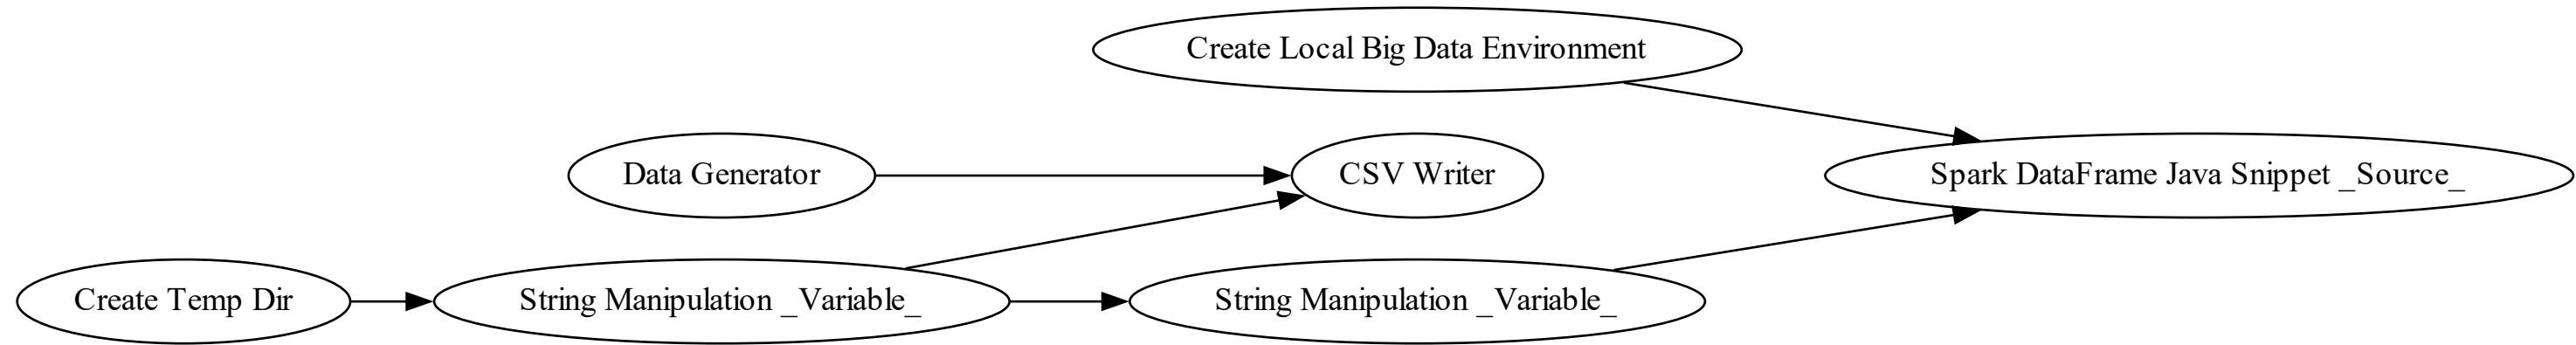 Create Local Big Data Environment
Data Generator
CSV Writer
Spark DataFrame Java Snippet _Source_
Create Temp Dir
String Manipulation _Variable_
String Manipulation _Variable_